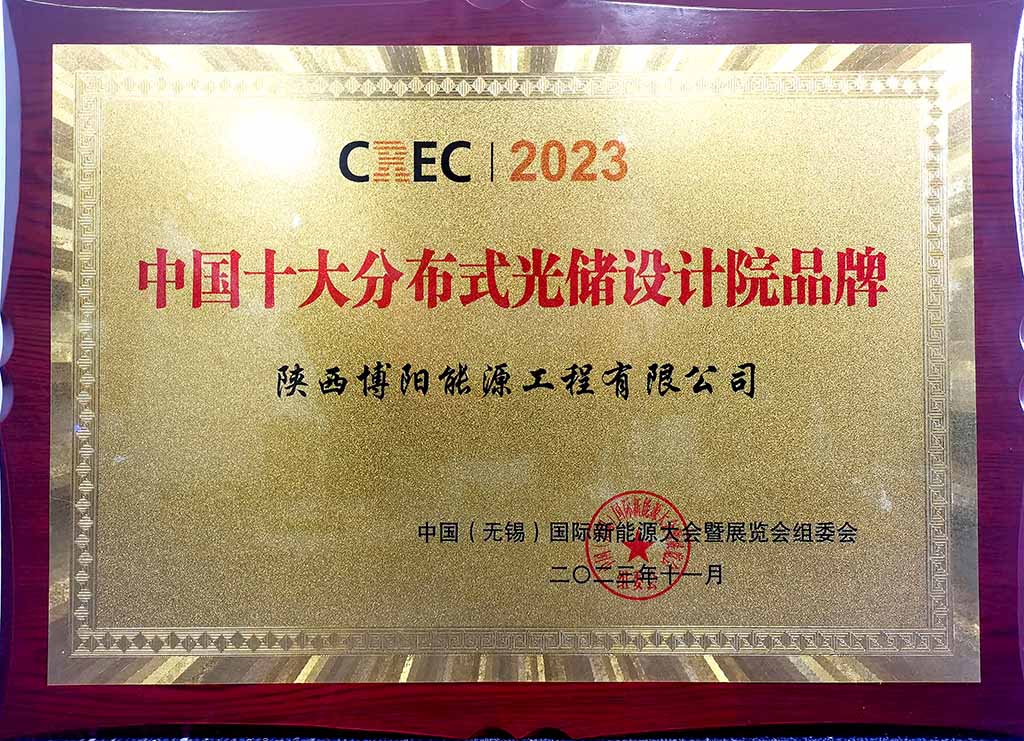 CREC | 2023
中国十大分布式光储设计院品牌
陕西博阳能源工程有限公司
中国（无锡）国际新能源大会暨展览会组委会
二〇二三年十一月